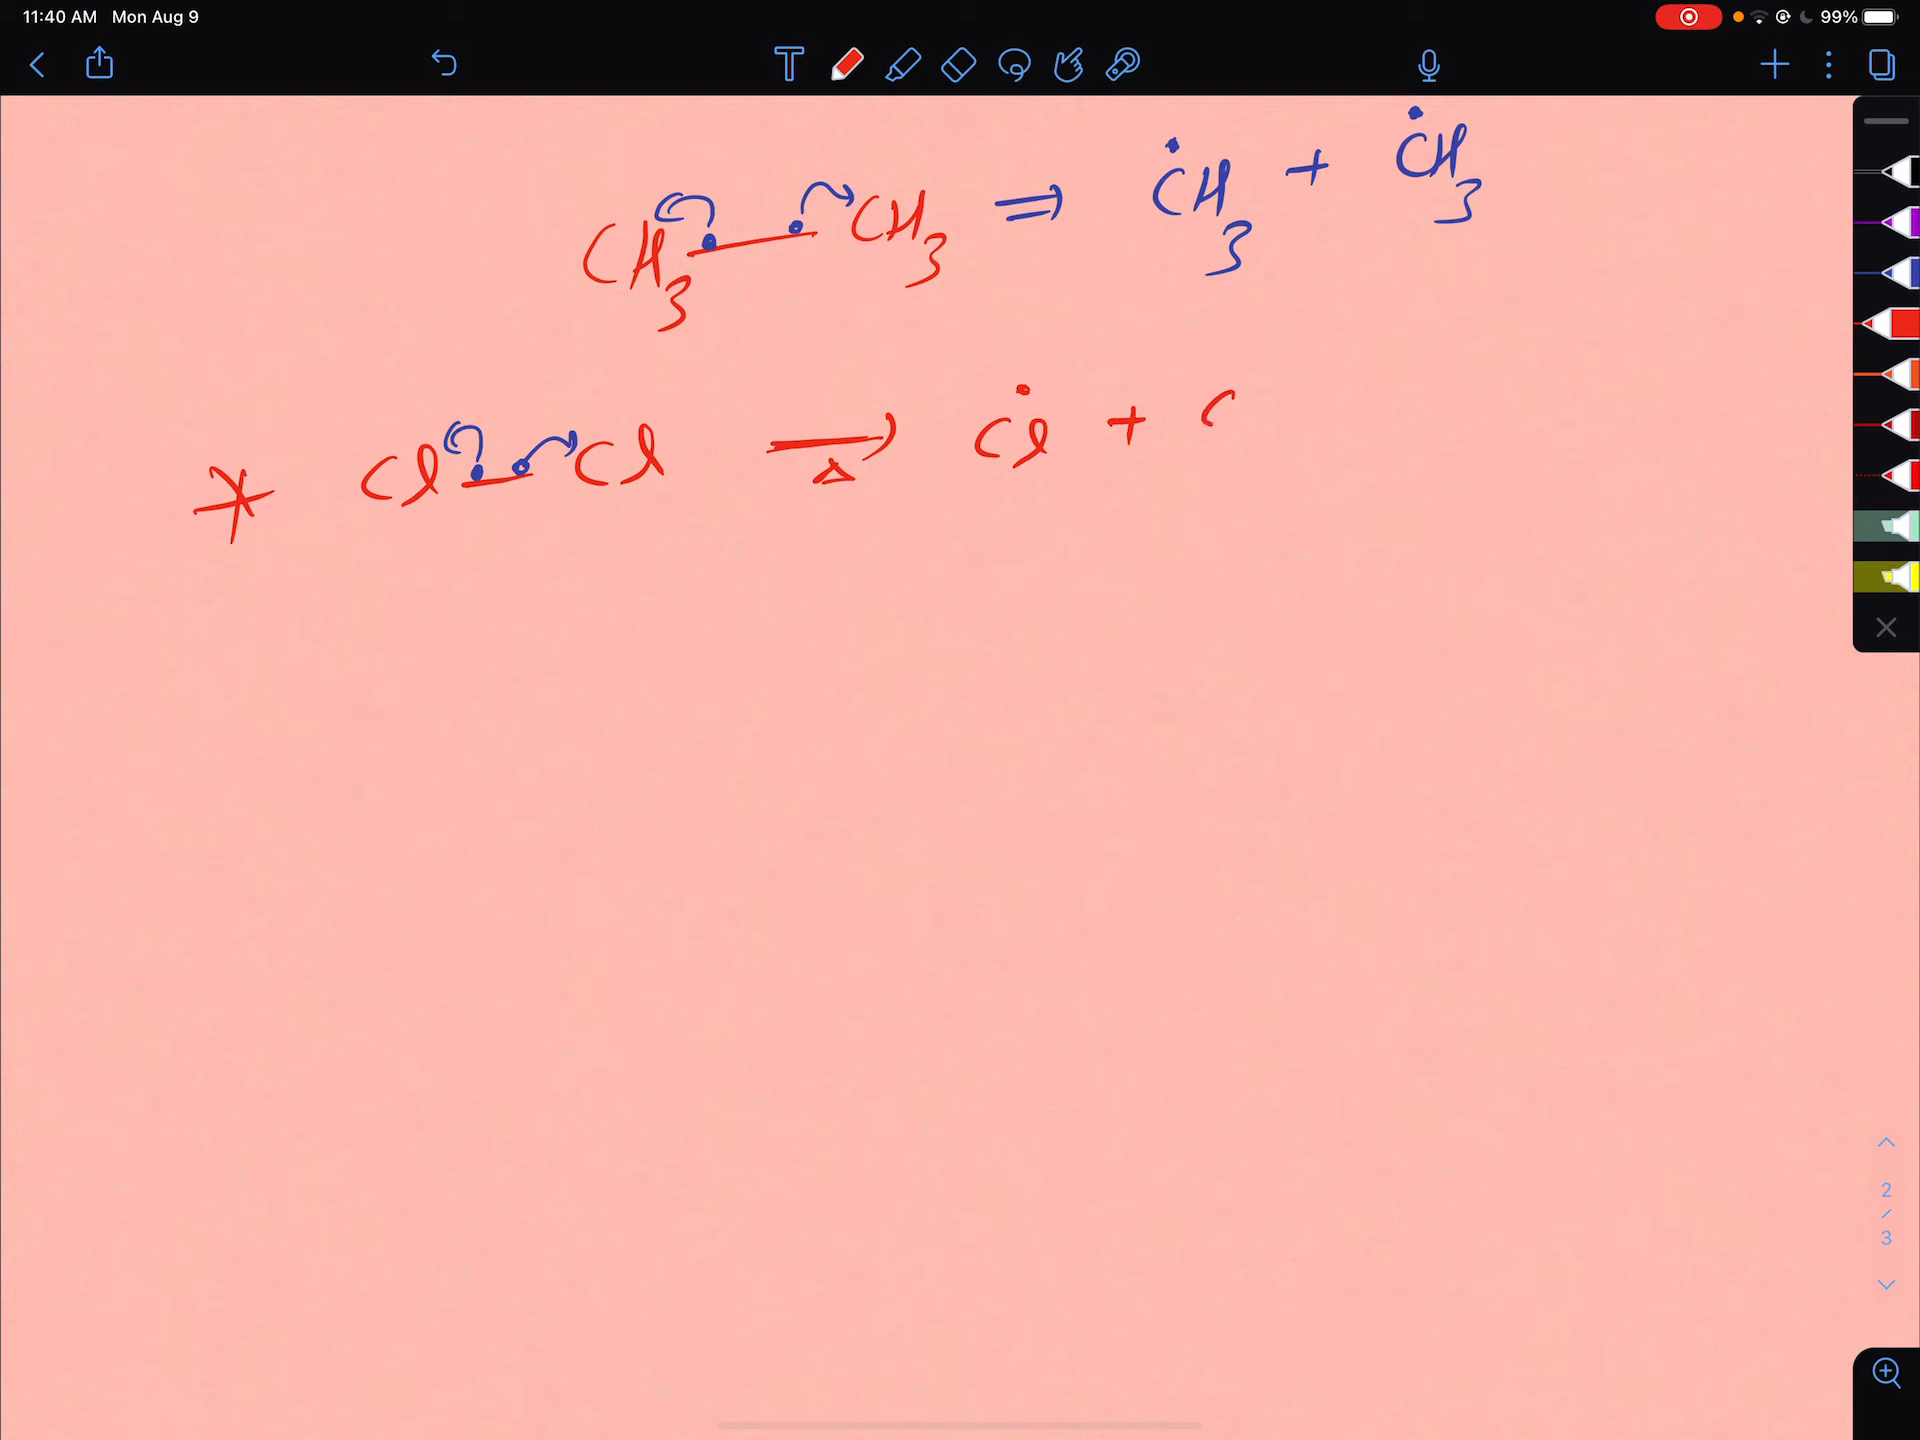 11:40 AM Mon Aug 9 99%
CH3 — CH3 ⇒ ĊH3 + ĊH3
* Cl — Cl →Δ Ċl + C
2
/
3